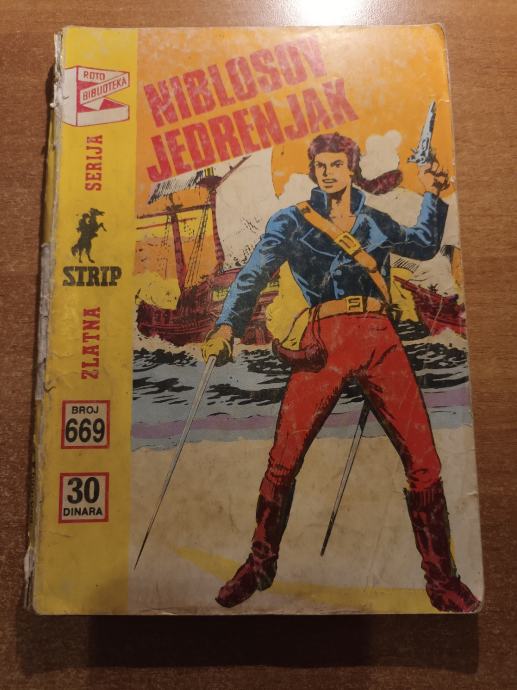 ROTO
BIBLIOTEKA
NIBLOSOV
JEDRENJAK
ZLATNA STRIP SERIJA
BROJ
669
30
DINARA